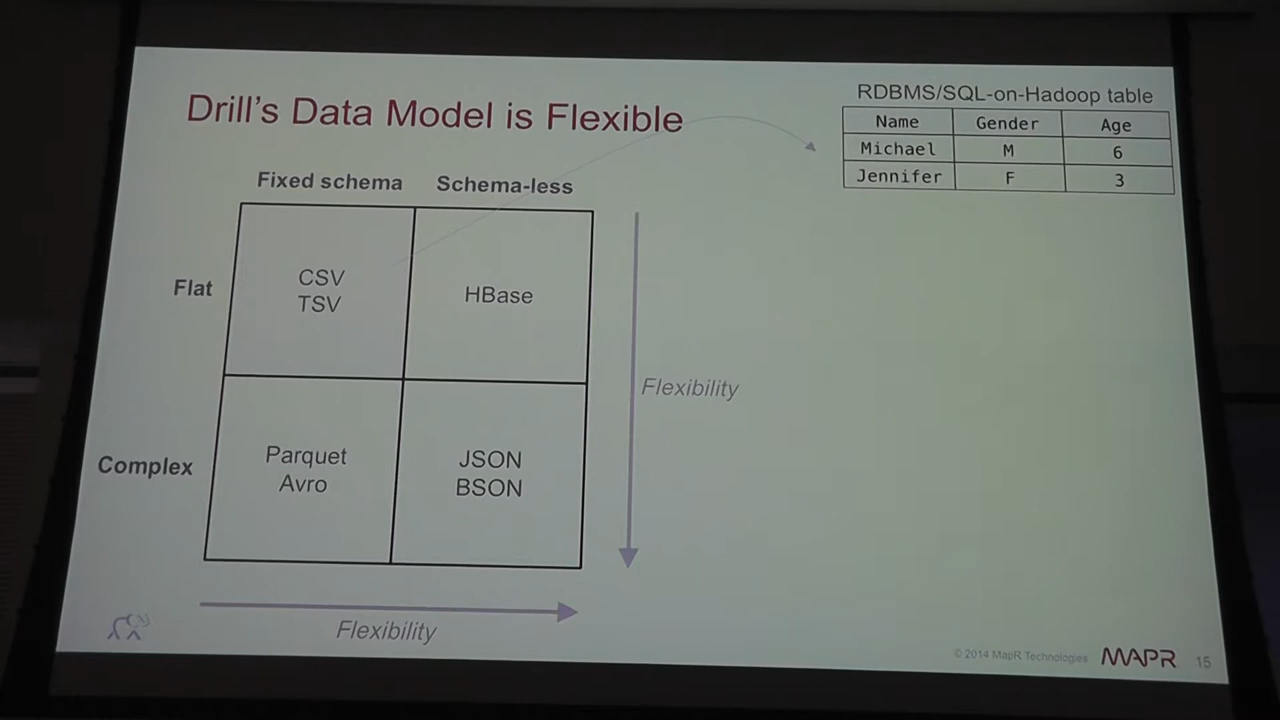 Drill's Data Model is Flexible
RDBMS/SQL-on-Hadoop table
Name Gender Age
Michael M 6
Jennifer F 3
Fixed schema Schema-less
Flat
CSV
TSV
HBase
Complex
Parquet
Avro
JSON
BSON
Flexibility
Flexibility
© 2014 MapR Technologies MAPR 15